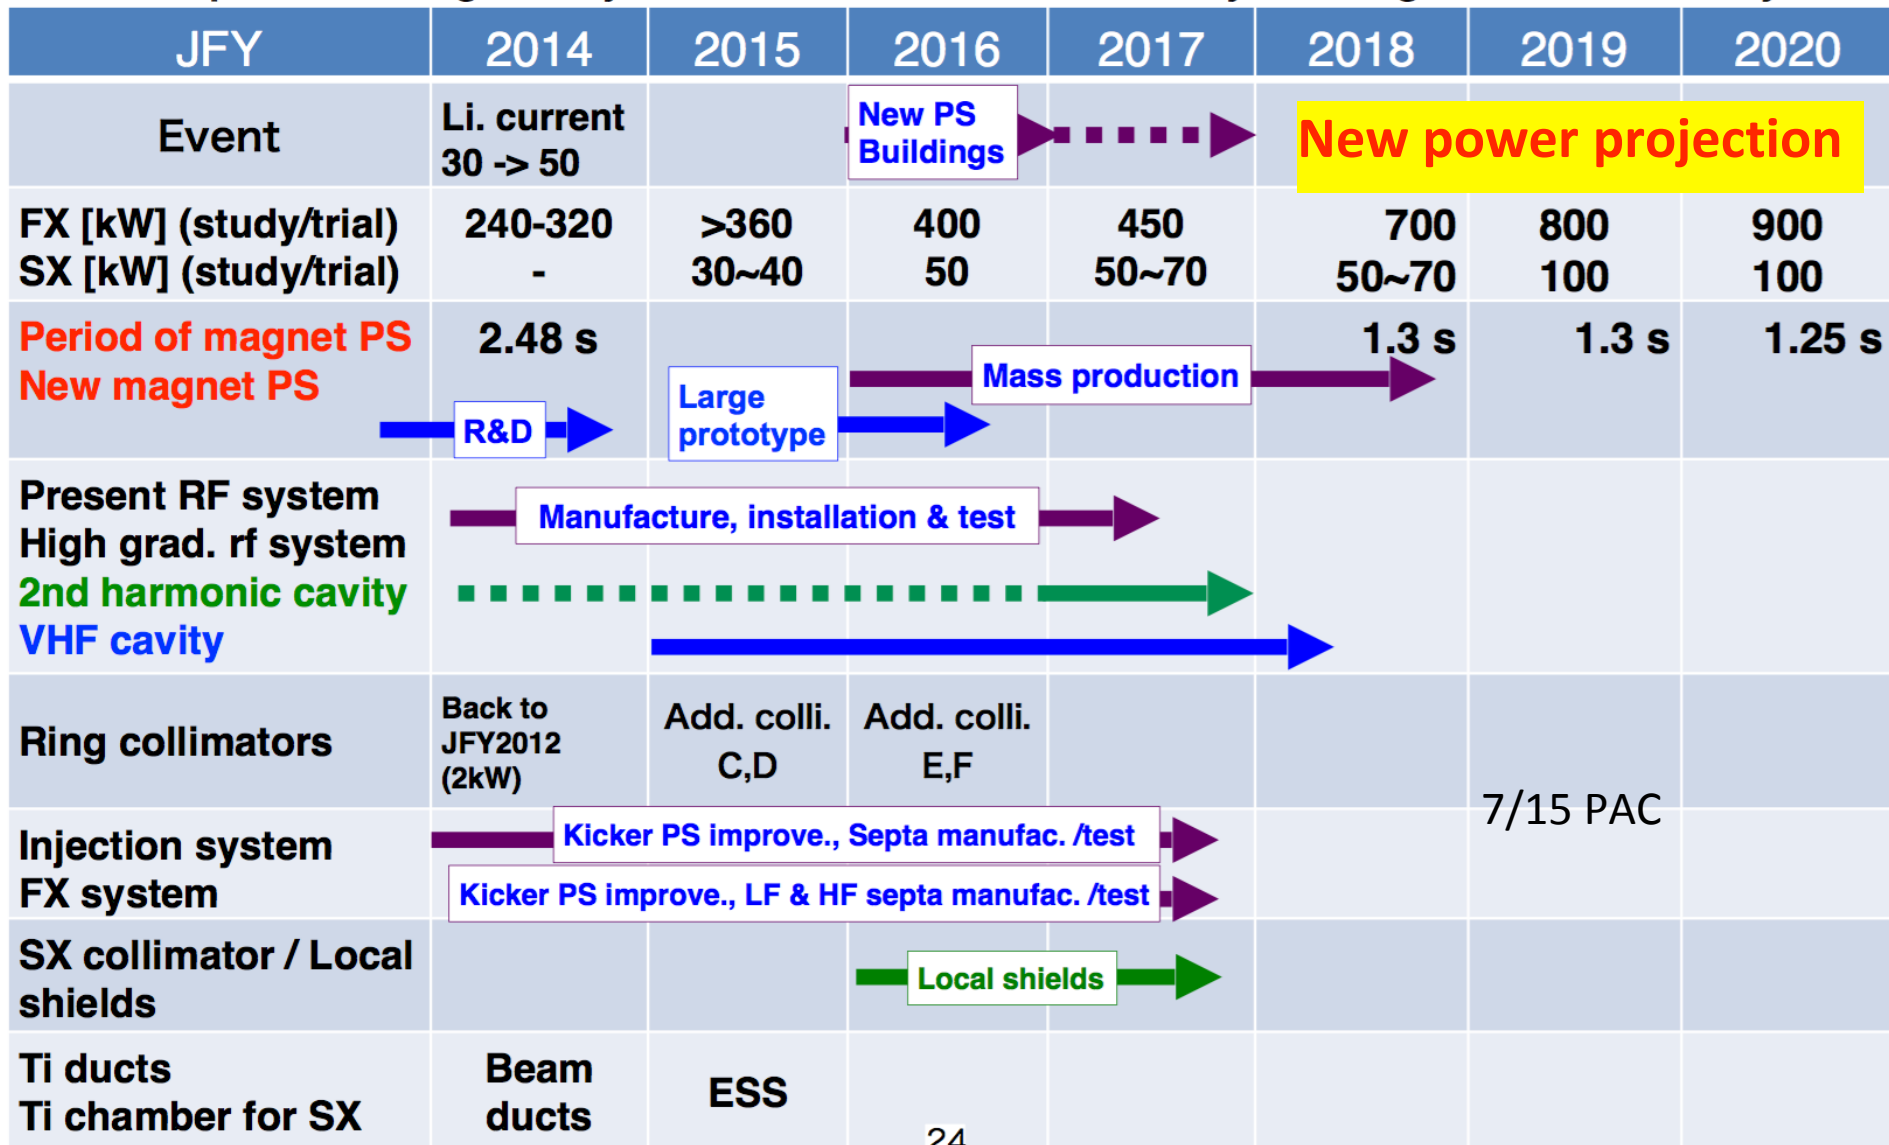 JFY 2014 2015 2016 2017 2018 2019 2020
Event
Li. current
30 -> 50
New PS
Buildings
New power projection
FX [kW] (study/trial) 240-320 >360 400 450 700 800 900
SX [kW] (study/trial) - 30~40 50 50~70 50~70 100 100
Period of magnet PS 2.48 s 1.3 s 1.3 s 1.25 s
New magnet PS
Mass production
R&D
Large
prototype
Present RF system
High grad. rf system
2nd harmonic cavity
VHF cavity
Manufacture, installation & test
Ring collimators
Back to
JFY2012
(2kW)
Add. colli.
C,D
Add. colli.
E,F
7/15 PAC
Injection system
FX system
Kicker PS improve., Septa manufac. /test
Kicker PS improve., LF & HF septa manufac. /test
SX collimator / Local
shields
Local shields
Ti ducts
Ti chamber for SX
Beam
ducts
ESS
24